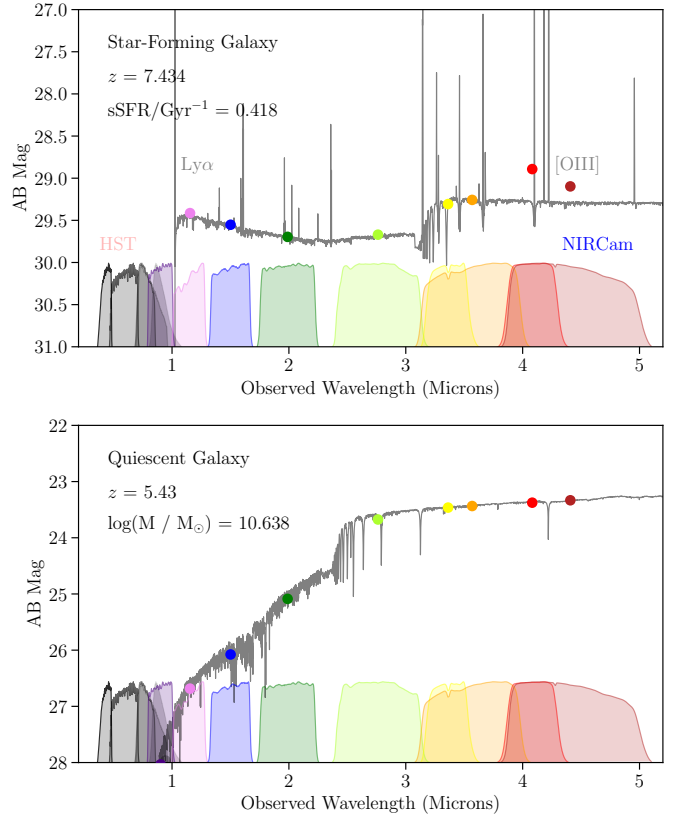 27.0
Star-Forming Galaxy
27.5
z = 7.434
28.0
sSFR/Gyr⁻¹ = 0.418
28.5
Lyα
[OIII]
29.0
29.5
HST
NIRCam
30.0
30.5
31.0
AB Mag
1 2 3 4 5
Observed Wavelength (Microns)
22
Quiescent Galaxy
23
z = 5.43
log(M / M☉) = 10.638
24
25
26
27
28
AB Mag
1 2 3 4 5
Observed Wavelength (Microns)